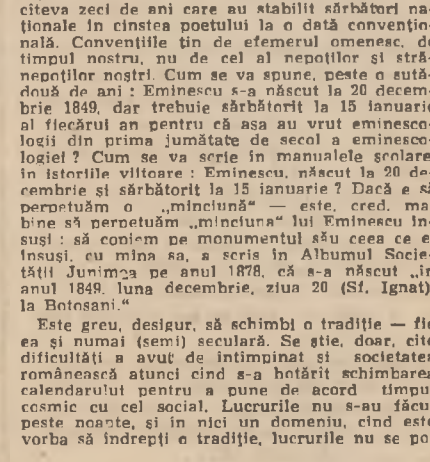 cîteva zeci de ani care au stabilit sărbători na-
ționale în cinstea poetului la o dată convențio-
nală. Convențiile țin de efemerul omenesc, d
timpul nostru, nu de cel al nepoților și stră-
nepoților noștri. Cum se va spune, peste o sută-
două de ani : Eminescu s-a născut la 20 decem-
brie 1849, dar trebuie sărbătorit la 15 ianuarie
al fiecărui an pentru că așa au vrut eminesco-
logii din prima jumătate de secol a eminesco-
logiei ? Cum se va scrie în manualele școlare
în istoriile viitoare : Eminescu, născut la 20 de-
cembrie și sărbătorit la 15 ianuarie ? Dacă e să
perpetuăm o „minciună" — este, cred, ma
bine să perpetuăm „minciuna" lui Eminescu în-
suși : să copiem pe monumentul său ceea ce e
însuși, cu mîna sa, a scris în Albumul Socie-
tății Junimea pe anul 1878, că s-a născut „în
anul 1849, luna decembrie, ziua 20 (Sf. Ignat)
la Botoșani."
Este greu, desigur, să schimbi o tradiție — fie
ea și numai (semi) seculară. Se știe, doar, cîte
dificultăți a avut de întîmpinat și societatea
românească atunci cînd s-a hotărît schimbarea
calendarului pentru a pune de acord timpu
cosmic cu cel social. Lucrurile nu s-au făcu
peste noapte, și în nici un domeniu, cînd este
vorba să îndrepți o tradiție, lucrurile nu se po